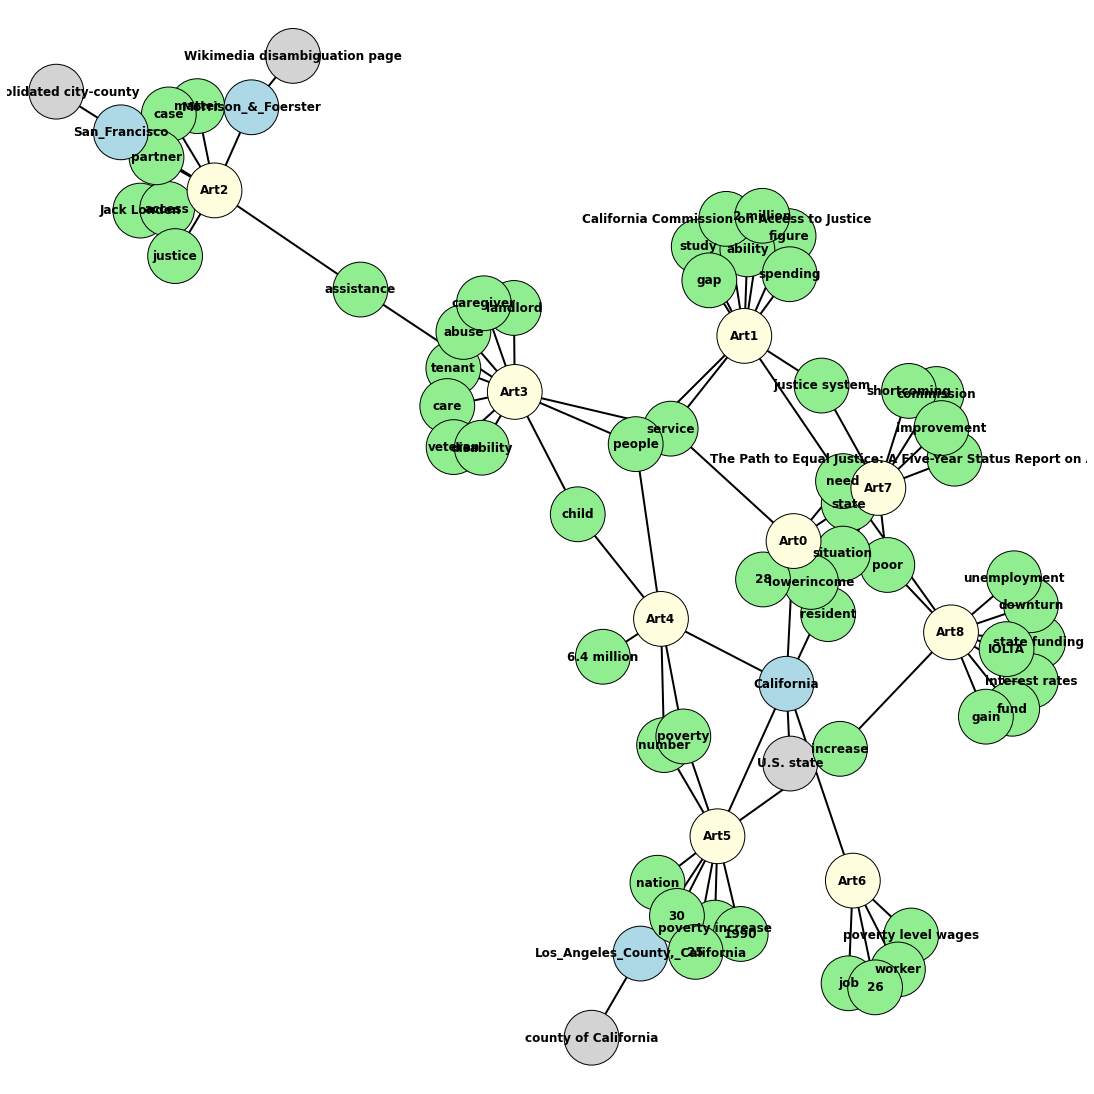 Wikimedia disambiguation page
olidated city-county
Morrison_&_Foerster
case
San_Francisco
partner
Art2
Jack London
access
justice
assistance
California Commission on Access to Justice
2 million
figure
study
ability
gap
spending
Art1
caregiver
landlord
abuse
tenant
Art3
care
veteran
disability
justice system
shortcoming
commission
improvement
service
people
The Path to Equal Justice: A Five-Year Status Report on
need
Art7
state
child
Art0
situation
poor
28
lowerincome
resident
unemployment
downturn
Art8
state funding
IOLTA
interest rates
fund
gain
Art4
6.4 million
California
poverty
number
increase
U.S. state
Art5
Art6
nation
30
poverty increase
1990
Los_Angeles_County,_California
25
poverty level wages
worker
job
26
county of California